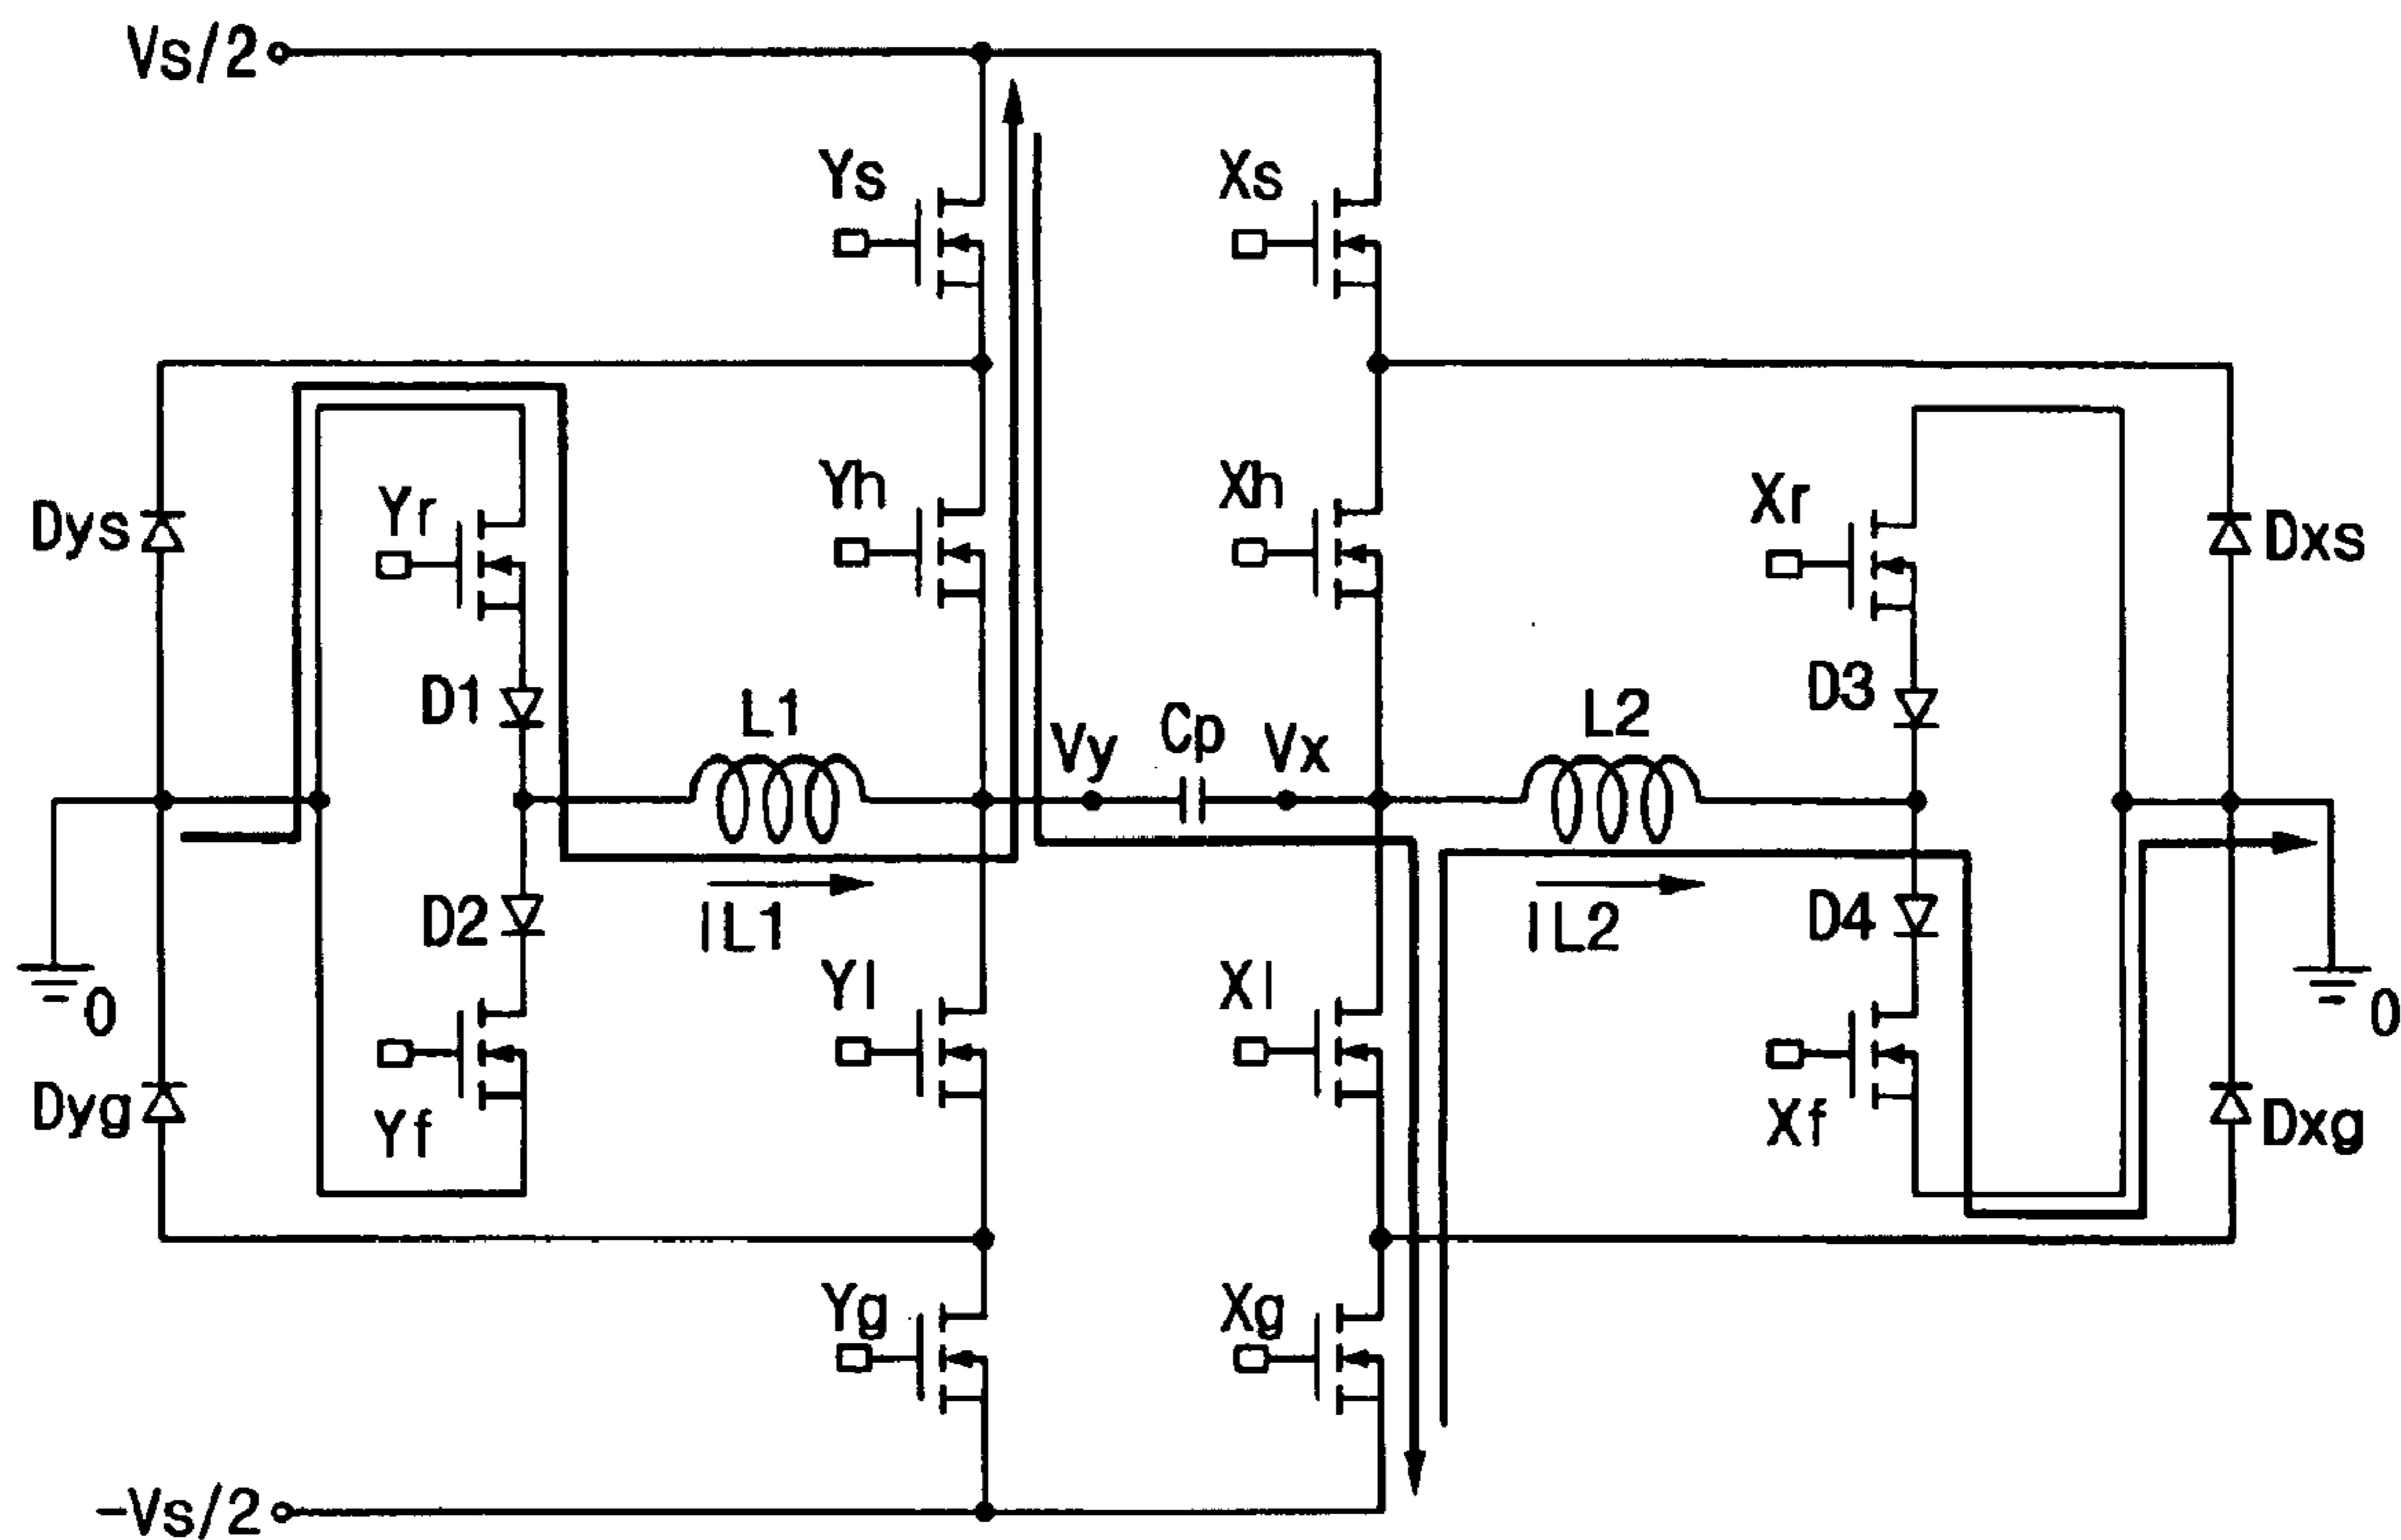 Vs/2
Ys
Xs
Yh
Xh
Dys
Yr
Xr
Dxs
D1
L1
Vy
Cp
Vx
L2
D3
D2
IL1
IL2
D4
0
Yl
Xl
0
Dyg
Yf
Xf
Dxg
Yg
Xg
-Vs/2